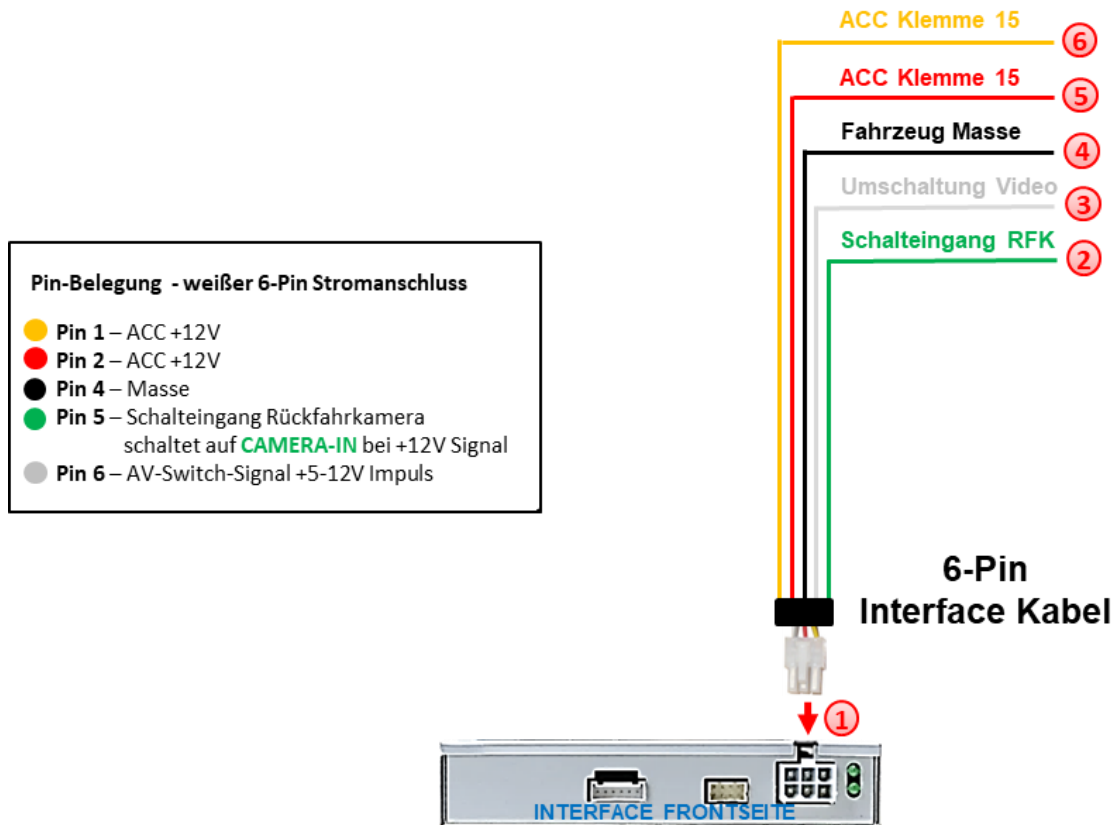 ACC Klemme 15
6
ACC Klemme 15
5
Fahrzeug Masse
4
Umschaltung Video
3
Schalteingang RFK
2
Pin-Belegung - weißer 6-Pin Stromanschluss
Pin 1 – ACC +12V
Pin 2 – ACC +12V
Pin 4 – Masse
Pin 5 – Schalteingang Rückfahrkamera
schaltet auf CAMERA-IN bei +12V Signal
Pin 6 – AV-Switch-Signal +5-12V Impuls
6-Pin
Interface Kabel
1
INTERFACE FRONTSEITE